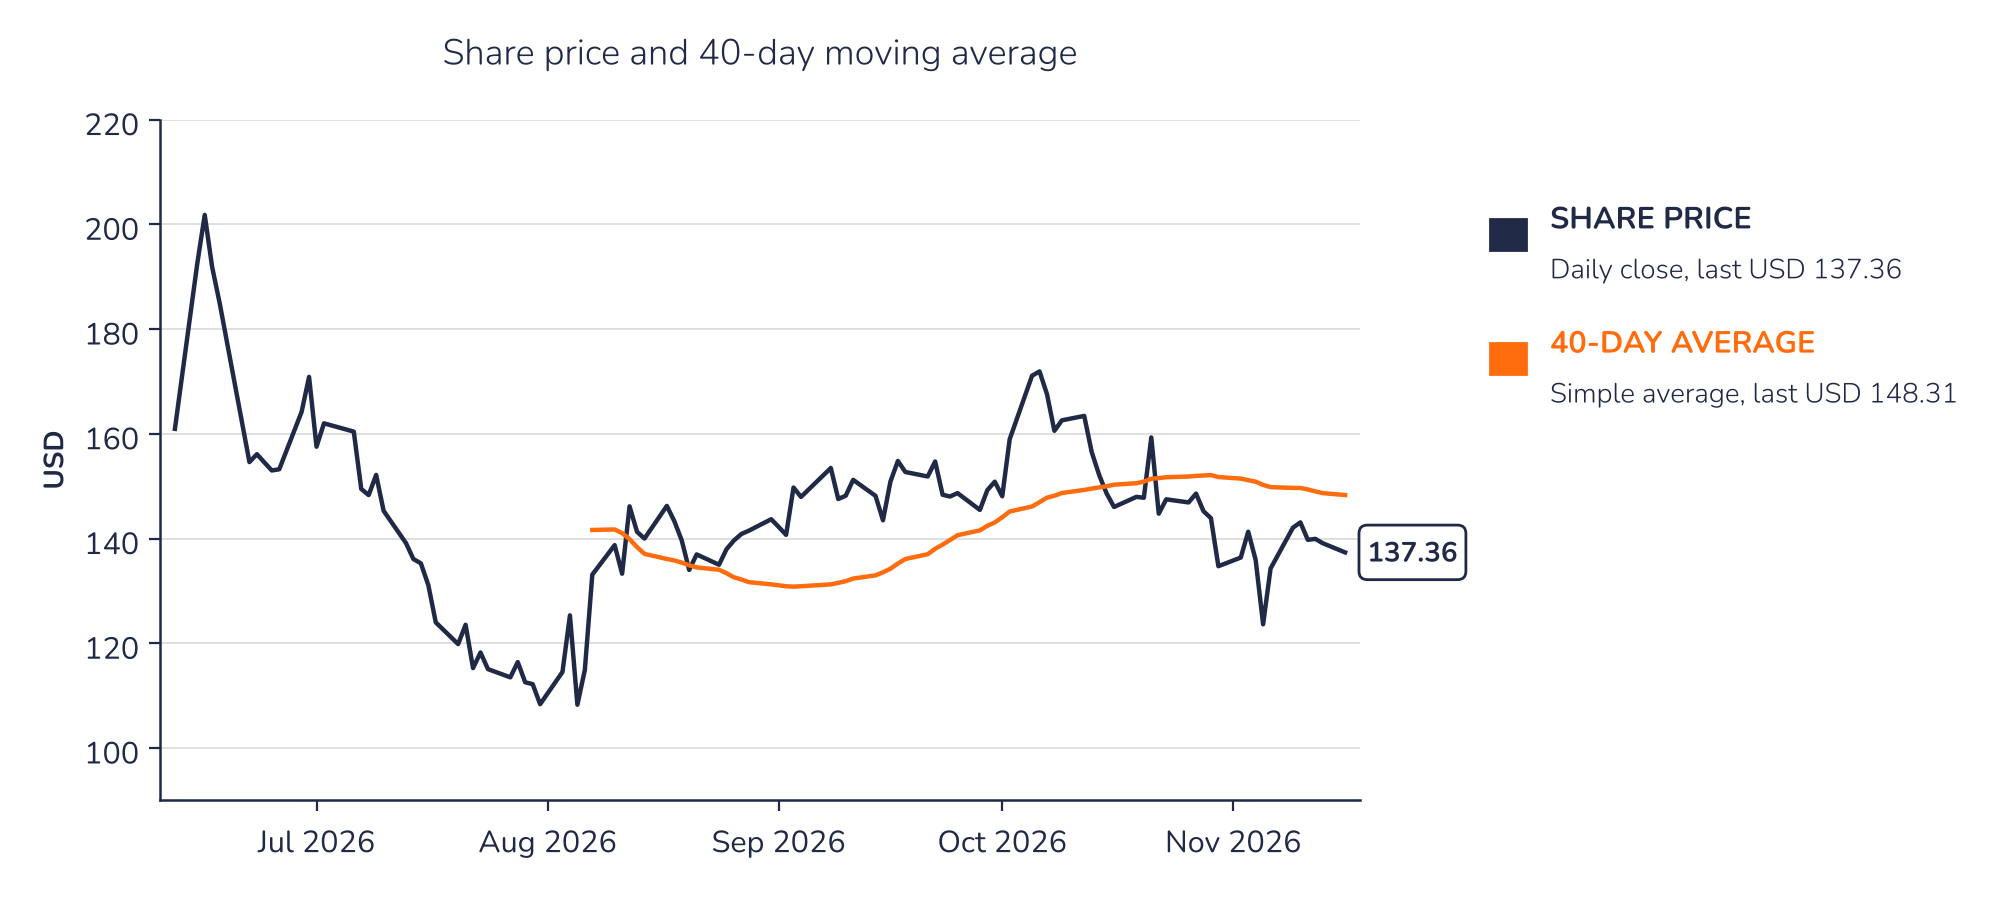 Share price and 40-day moving average
220
200
180
160
140
120
100
USD
Jul 2026
Aug 2026
Sep 2026
Oct 2026
Nov 2026
137.36
SHARE PRICE
Daily close, last USD 137.36
40-DAY AVERAGE
Simple average, last USD 148.31